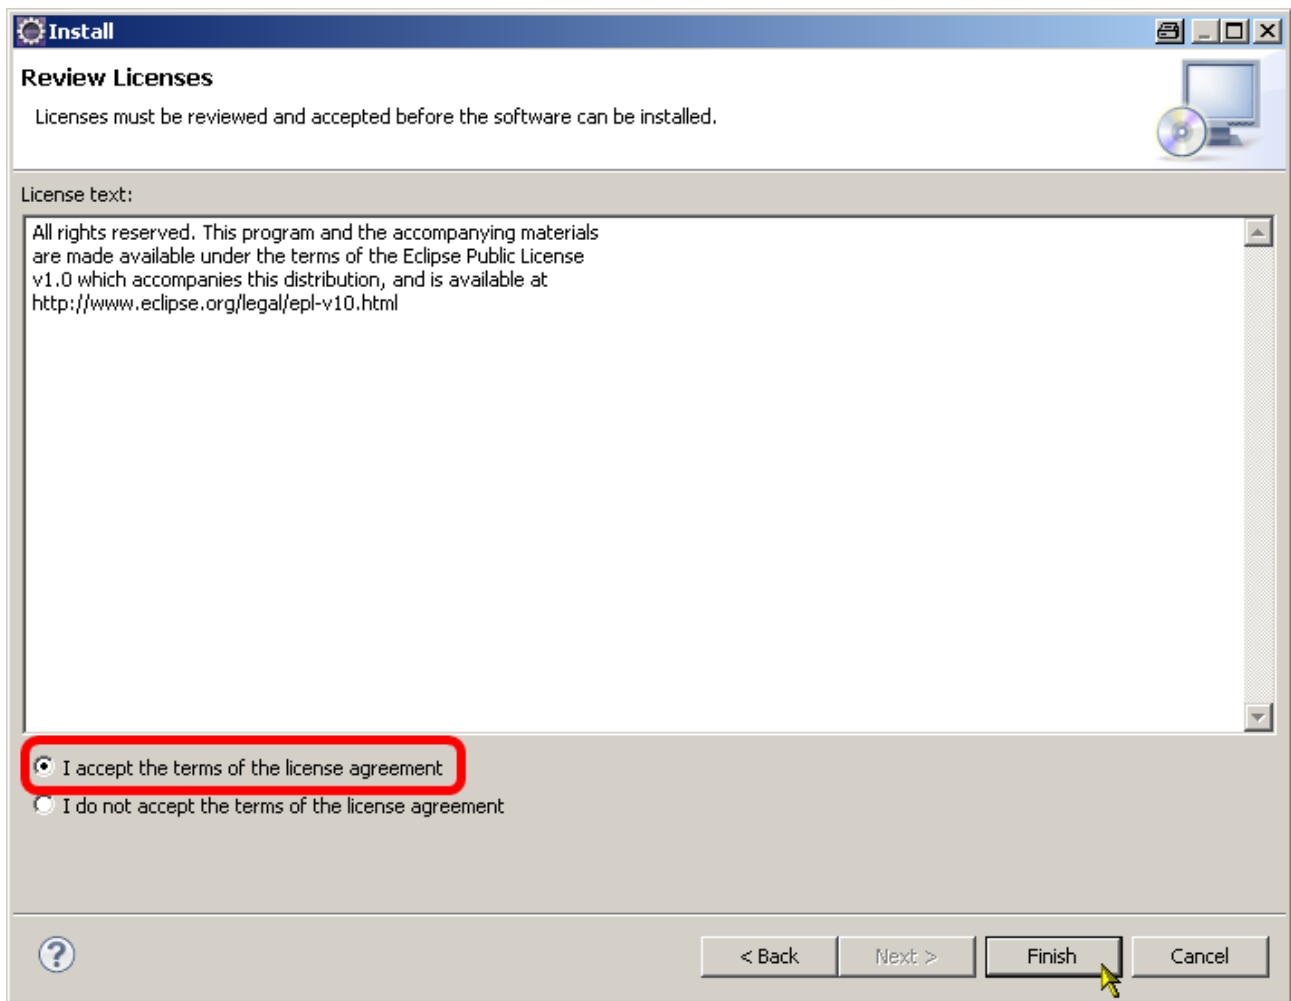 Install
Review Licenses
Licenses must be reviewed and accepted before the software can be installed.
License text:
All rights reserved. This program and the accompanying materials
are made available under the terms of the Eclipse Public License
v1.0 which accompanies this distribution, and is available at
http://www.eclipse.org/legal/epl-v10.html
I accept the terms of the license agreement
I do not accept the terms of the license agreement
? < Back Next > Finish Cancel